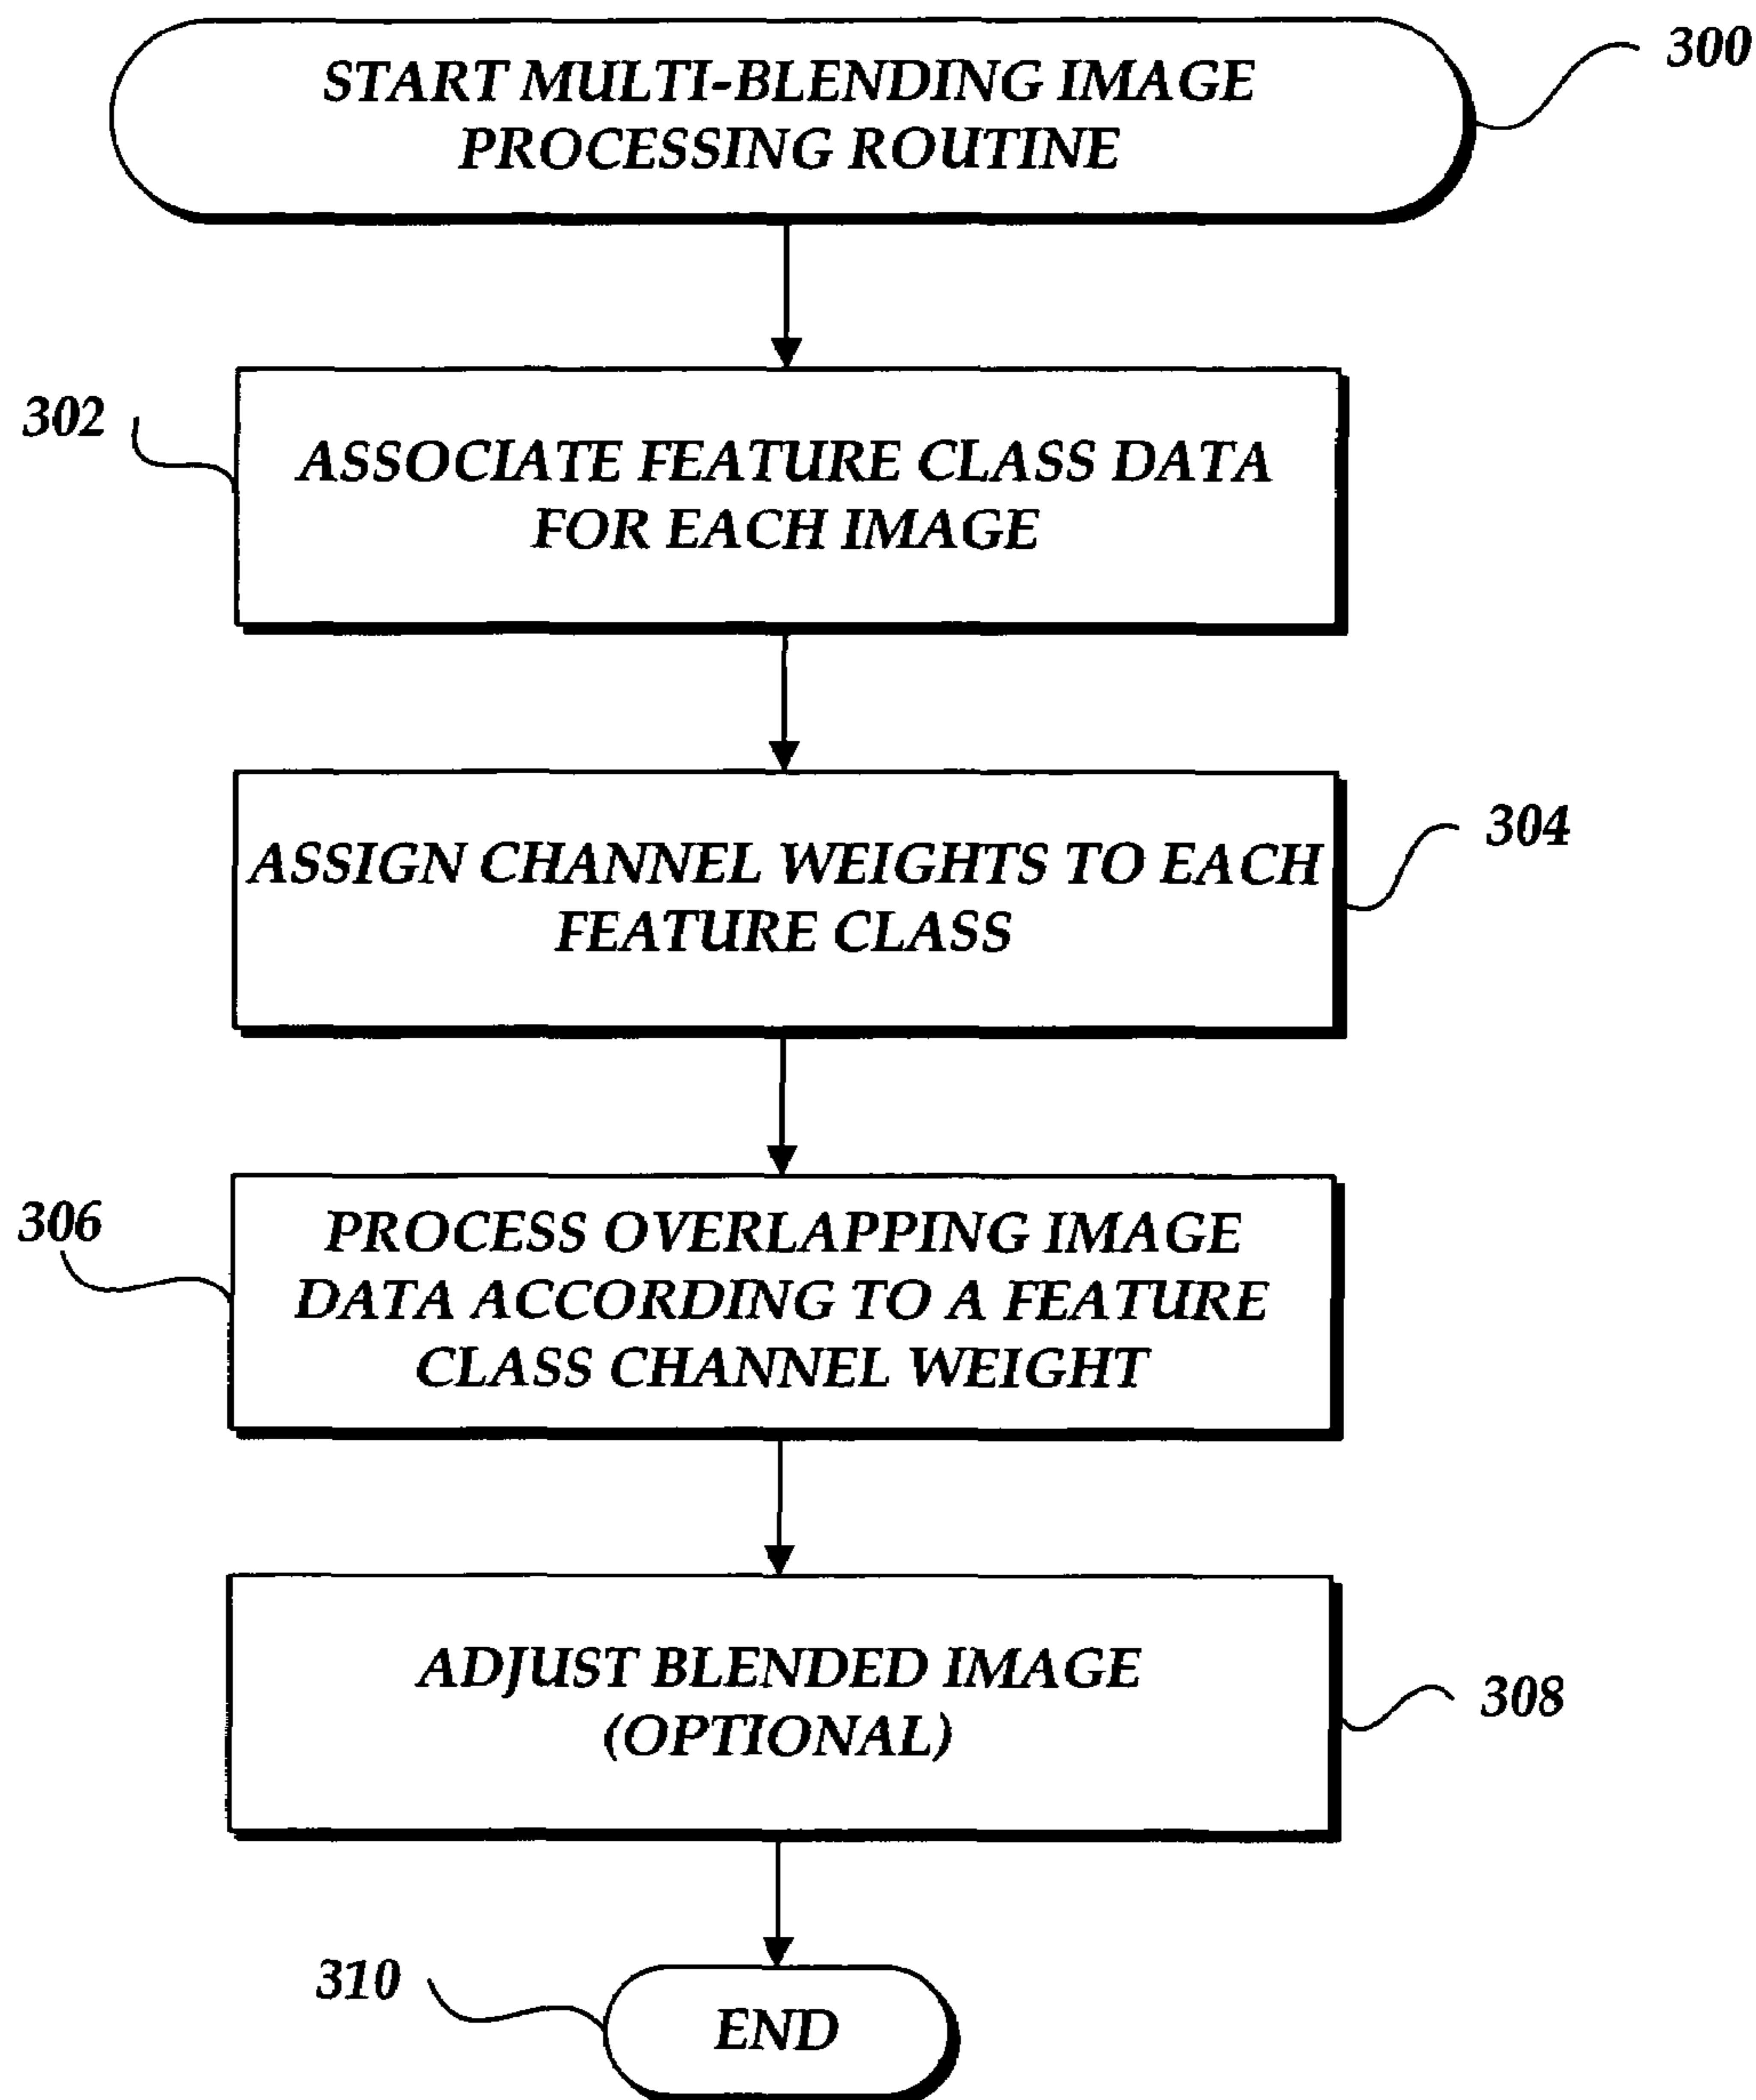 START MULTI-BLENDING IMAGE
PROCESSING ROUTINE
300
302
ASSOCIATE FEATURE CLASS DATA
FOR EACH IMAGE
ASSIGN CHANNEL WEIGHTS TO EACH
FEATURE CLASS
304
306
PROCESS OVERLAPPING IMAGE
DATA ACCORDING TO A FEATURE
CLASS CHANNEL WEIGHT
ADJUST BLENDED IMAGE
(OPTIONAL)
308
310
END